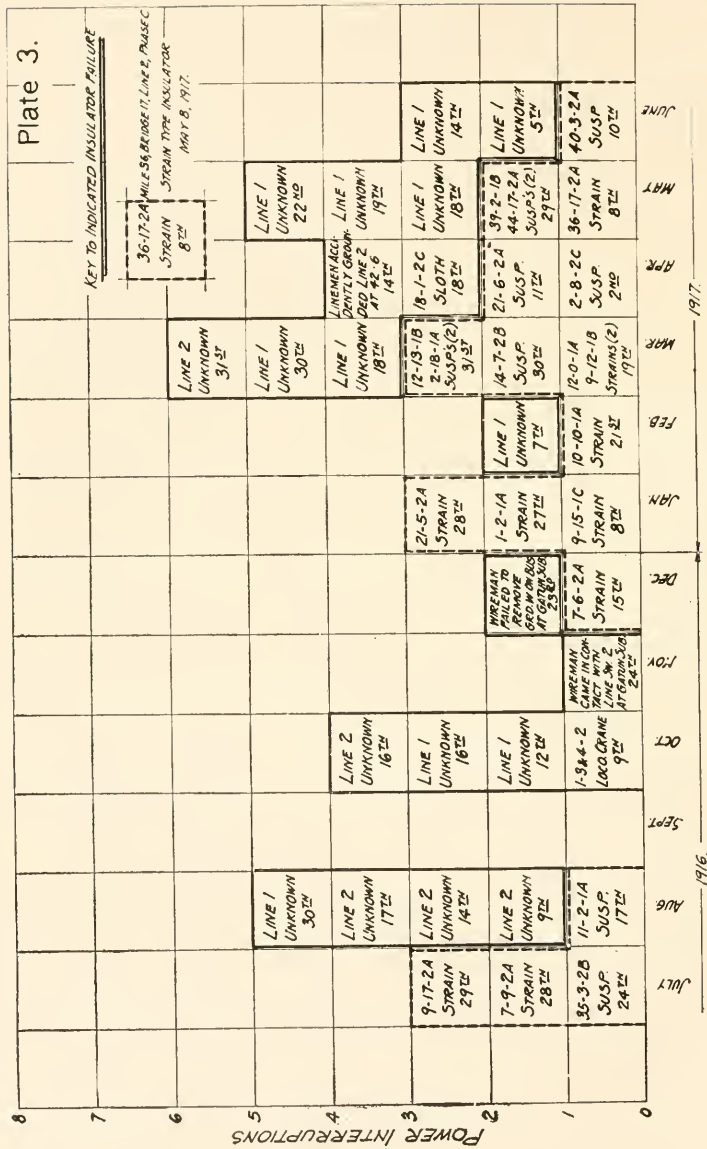 Plate 3.
KEY TO INDICATED INSULATOR FAILURE
36-17-2A MILE 36, BRIDGE 17, LINE 2, PHASE C
STRAIN STRAIN TYPE INSULATOR
8TH MAY 8, 1917.
POWER INTERRUPTIONS
8
7
6
5
4
3
2
1
0
9-17-2A
STRAIN
29TH
7-9-2A
STRAIN
28TH
35-3-2B
SUSP.
24TH
JULY
LINE 1
UNKNOWN
30TH
LINE 2
UNKNOWN
17TH
LINE 2
UNKNOWN
14TH
LINE 2
UNKNOWN
9TH
11-2-1A
SUSP.
17TH
AUG
SEPT.
LINE 2
UNKNOWN
16TH
LINE 1
UNKNOWN
16TH
LINE 1
UNKNOWN
12TH
1-3&4-2
LOCO. CRANE
9TH
OCT.
WIREMAN
CAME IN CON-
TACT WITH
LINE SW. 2
AT GATUN SUB.
24TH
NOV.
WIREMAN
FAILED TO
REMOVE
GRD. W ON BUS
AT GATUN SUB.
23RD
7-6-2A
STRAIN
15TH
DEC.
21-5-2A
STRAIN
28TH
1-2-1A
STRAIN
27TH
9-15-1C
STRAIN
8TH
JAN.
LINE 1
UNKNOWN
7TH
10-10-1A
STRAIN
21ST
FEB.
LINE 2
UNKNOWN
31ST
LINE 1
UNKNOWN
30TH
LINE 1
UNKNOWN
18TH
12-13-1B
2-18-1A
SUSP'S (2)
31ST
14-7-2B
SUSP.
30TH
12-0-1A
9-12-1B
STRAINS (2)
19TH
MAR.
LINEMEN ACCI-
DENTLY GROUN-
DED LINE 2
AT 42-6
14TH
18-1-2C
SLOTH
18TH
21-6-2A
SUSP.
11TH
2-8-2C
SUSP.
2ND
APR.
LINE 1
UNKNOWN
22ND
LINE 1
UNKNOWN
19TH
LINE 1
UNKNOWN
18TH
39-2-1B
44-17-2A
SUSP'S (2)
29TH
36-17-2A
STRAIN
8TH
MAY
LINE 1
UNKNOWN
14TH
LINE 1
UNKNOWN
5TH
40-3-2A
SUSP
10TH
JUNE
1916.
1917.